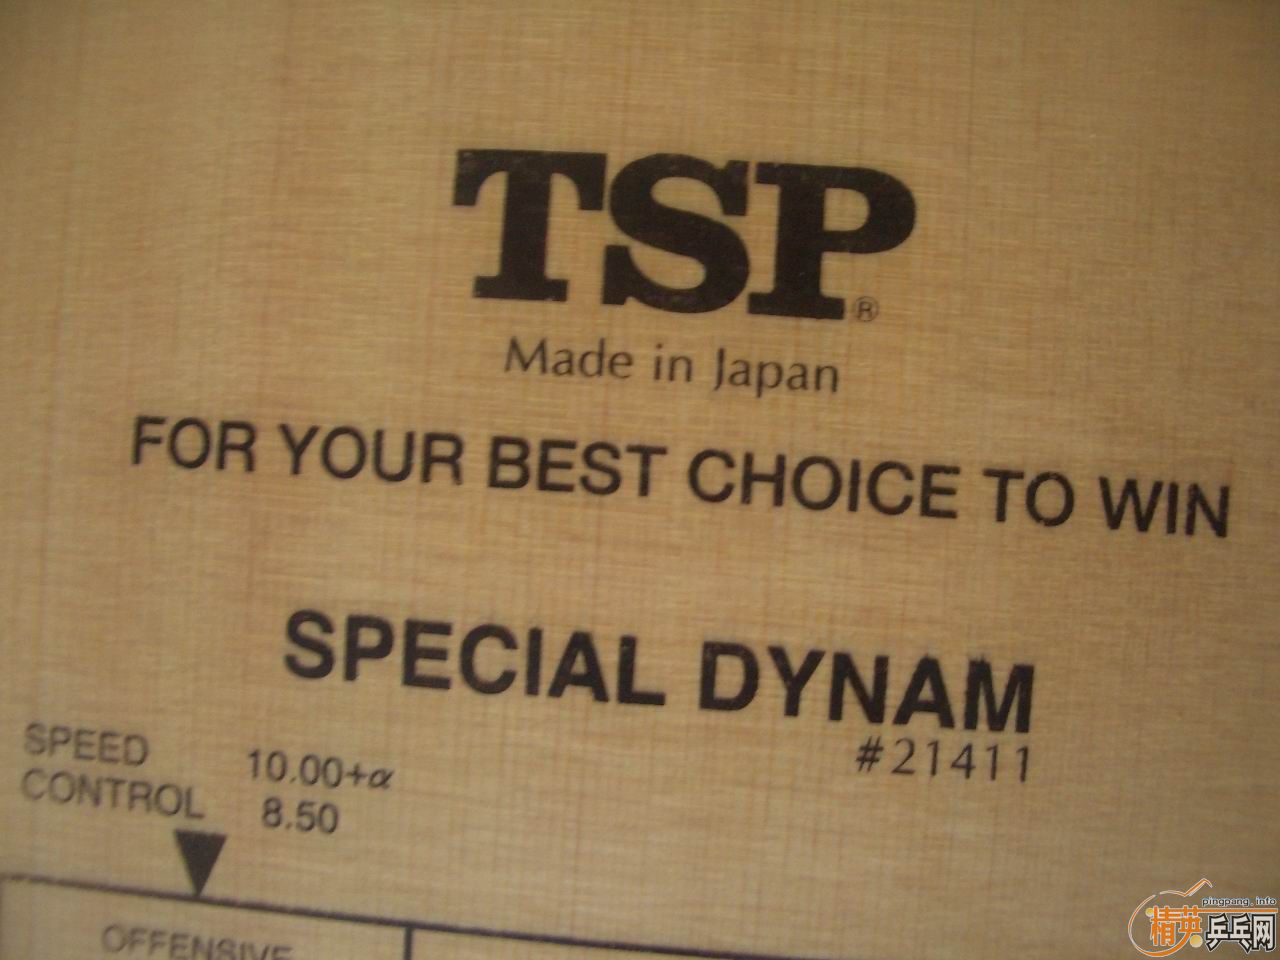 TSP®
Made in Japan
FOR YOUR BEST CHOICE TO WIN
SPECIAL DYNAM
#21411
SPEED 10.00+α
CONTROL 8.50
OFFENSIVE
pingpang.info
精英乒乓网